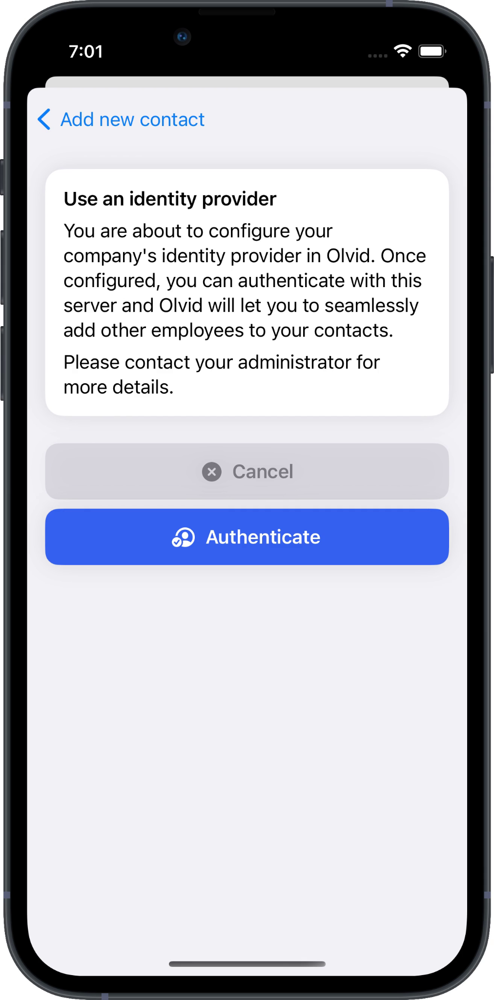 7:01
Add new contact
Use an identity provider
You are about to configure your
company's identity provider in Olvid. Once
configured, you can authenticate with this
server and Olvid will let you to seamlessly
add other employees to your contacts.
Please contact your administrator for
more details.
Cancel
Authenticate